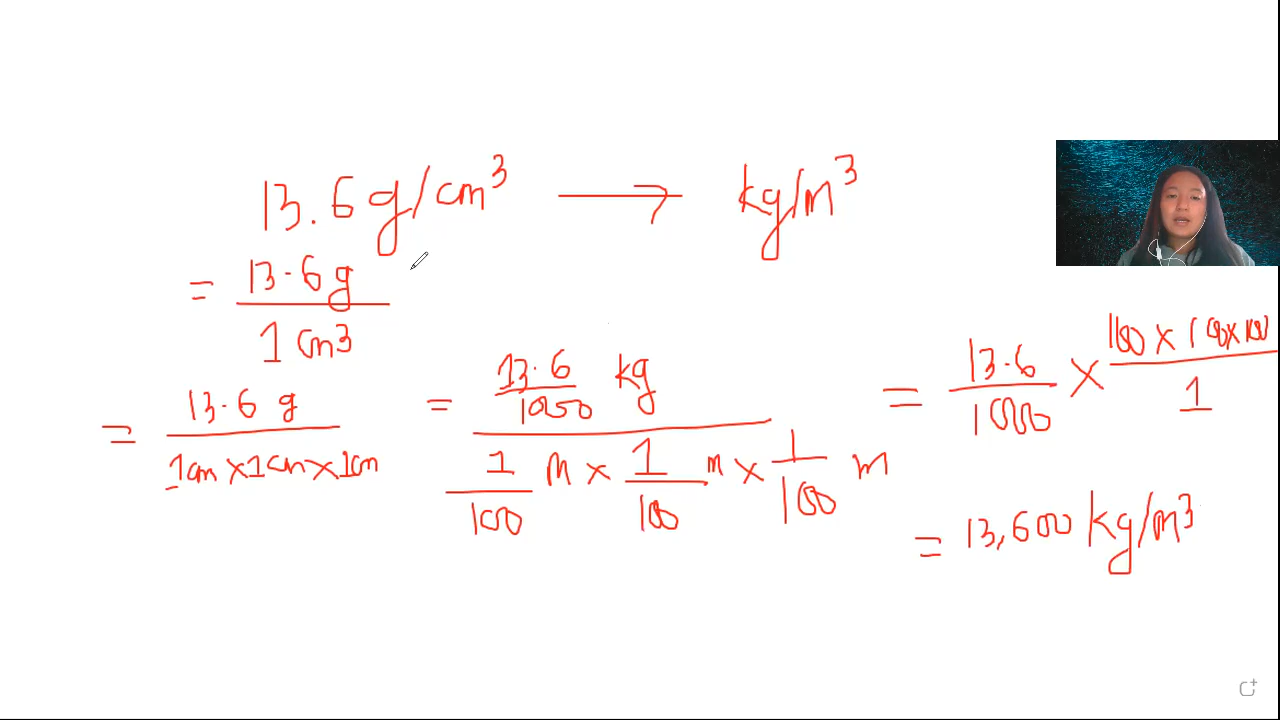 13.6 g/cm³ → kg/m³
= 13.6 g / 1 cm³
= 13.6 g / 1cm x 1cm x 1cm = 13.6/1000 kg / 1/100 m x 1/100 m x 1/100 m = 13.6/1000 x 100 x 100 x 100/1
= 13,600 kg/m³